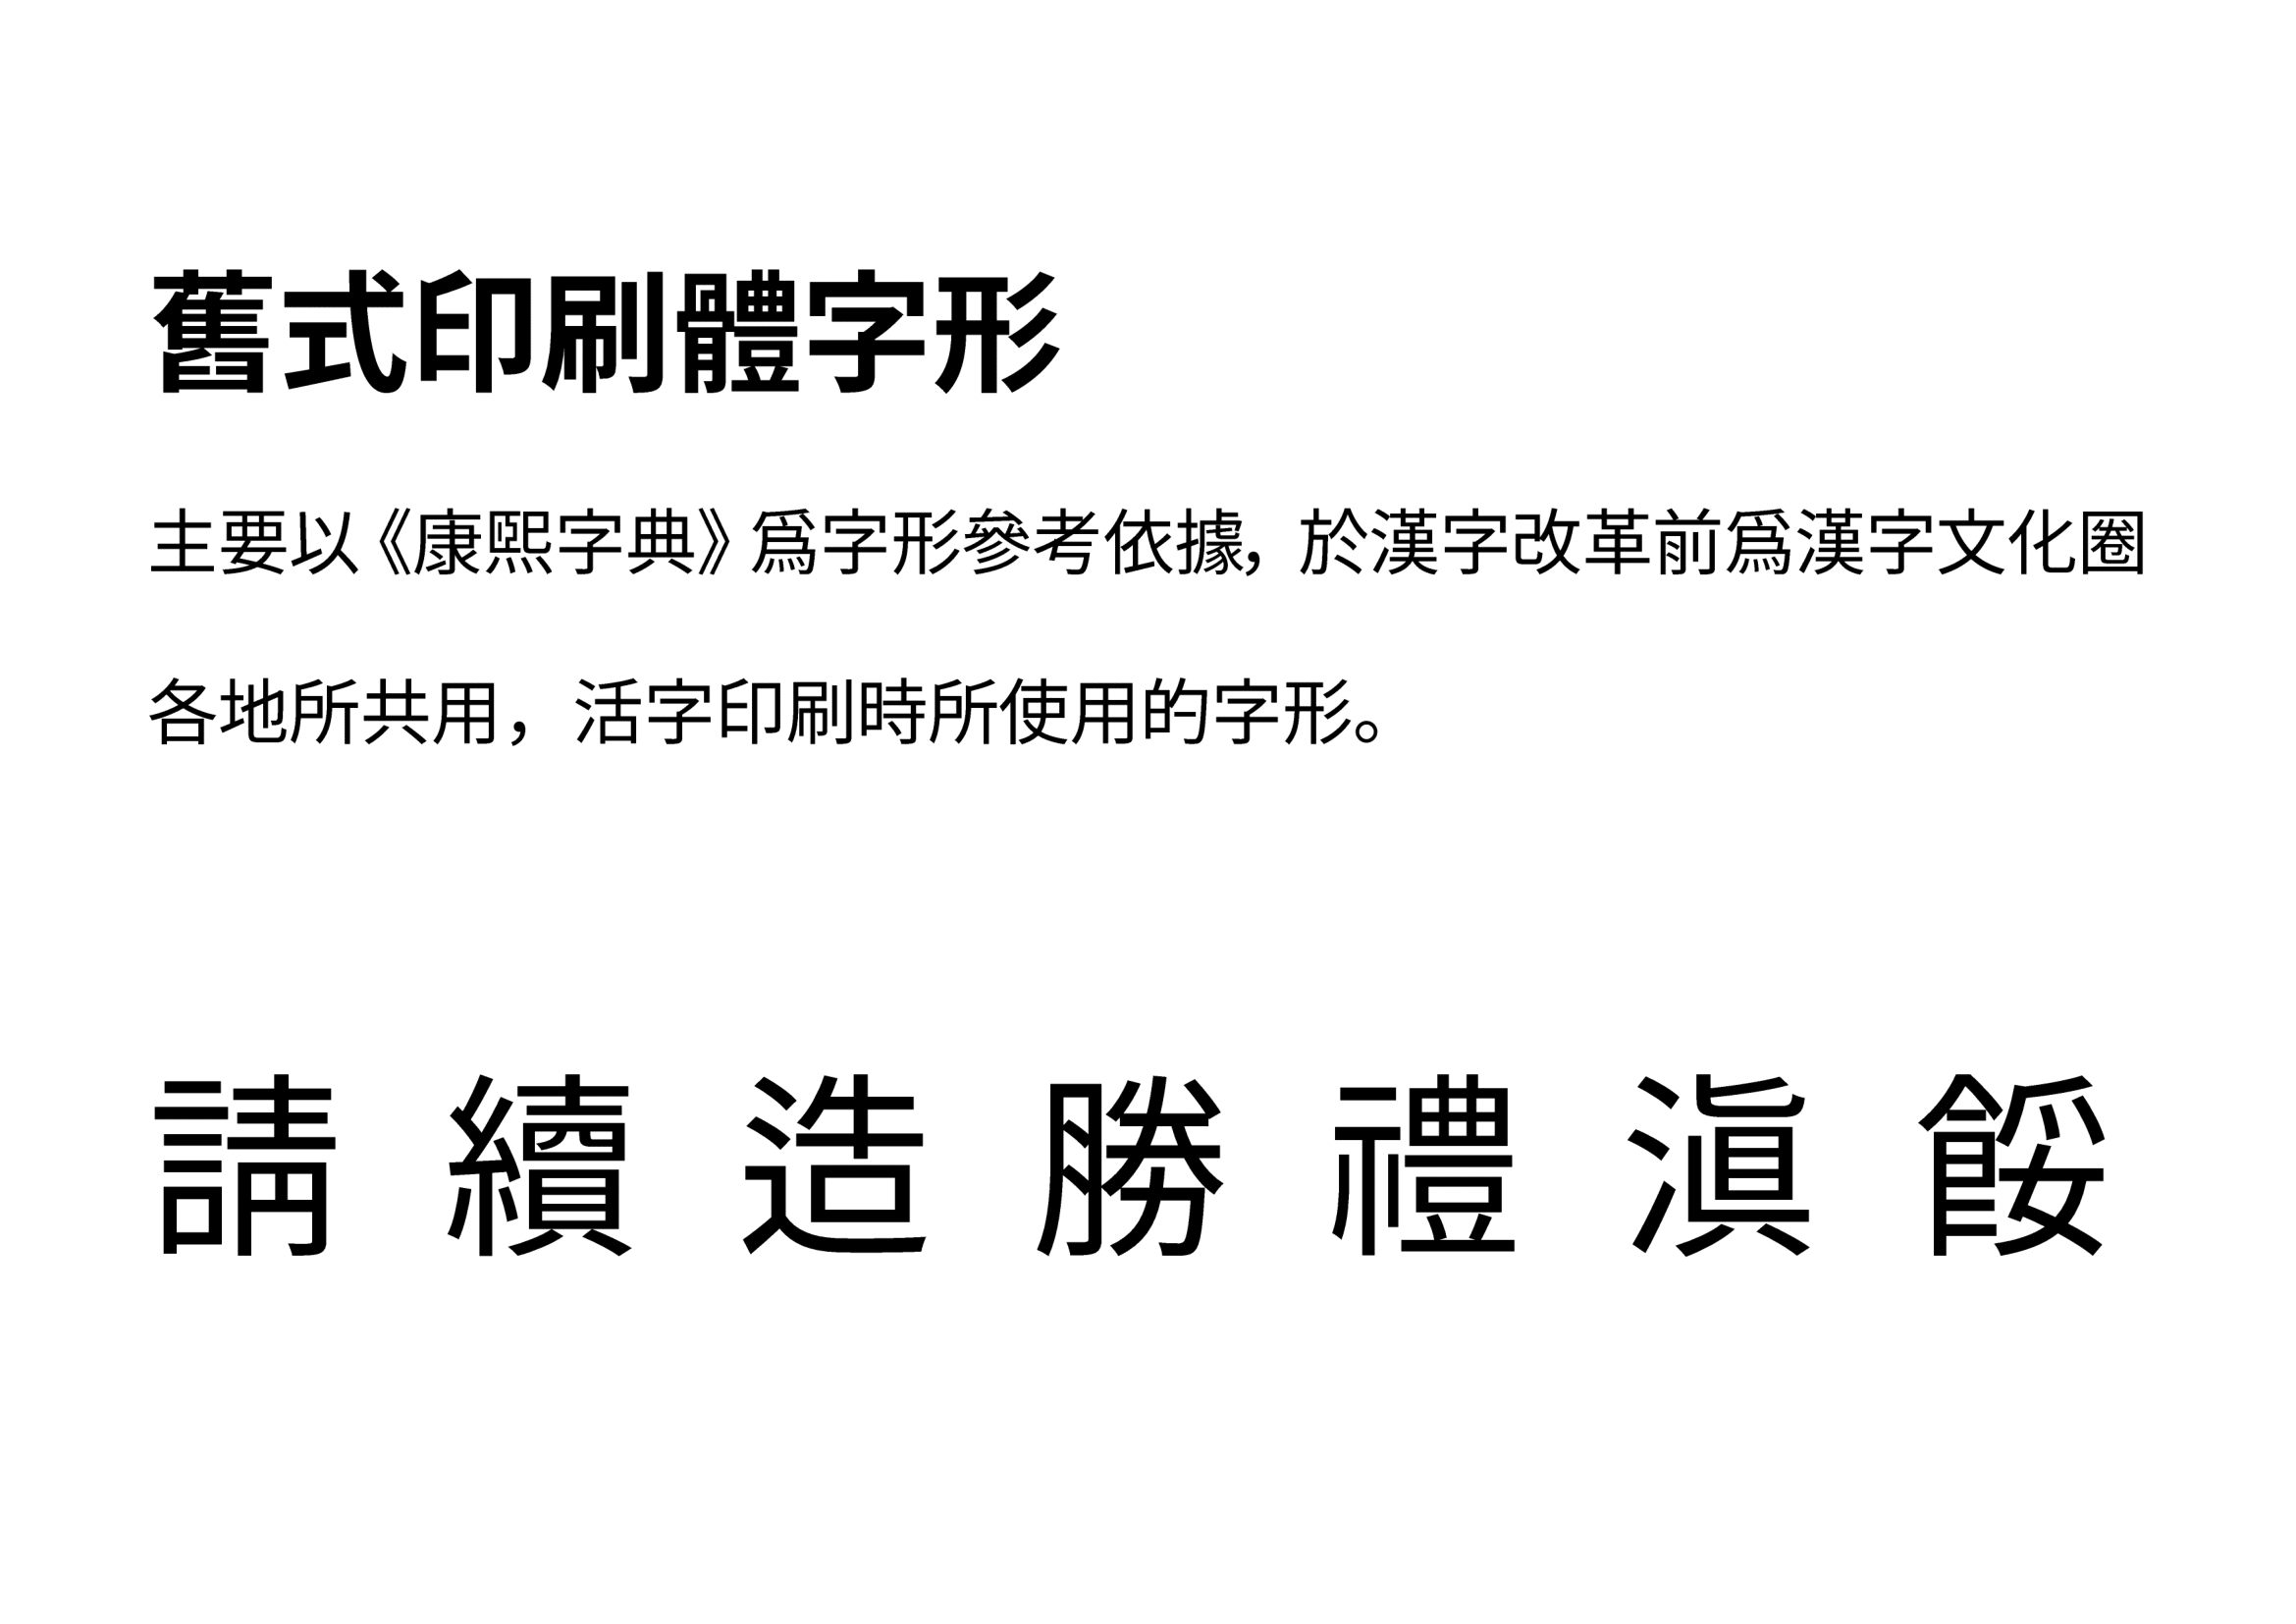 舊式印刷體字形
主要以《康熙字典》爲字形參考依據，於漢字改革前爲漢字文化圈
各地所共用，活字印刷時所使用的字形。
請 續 造 勝 禮 滇 餒